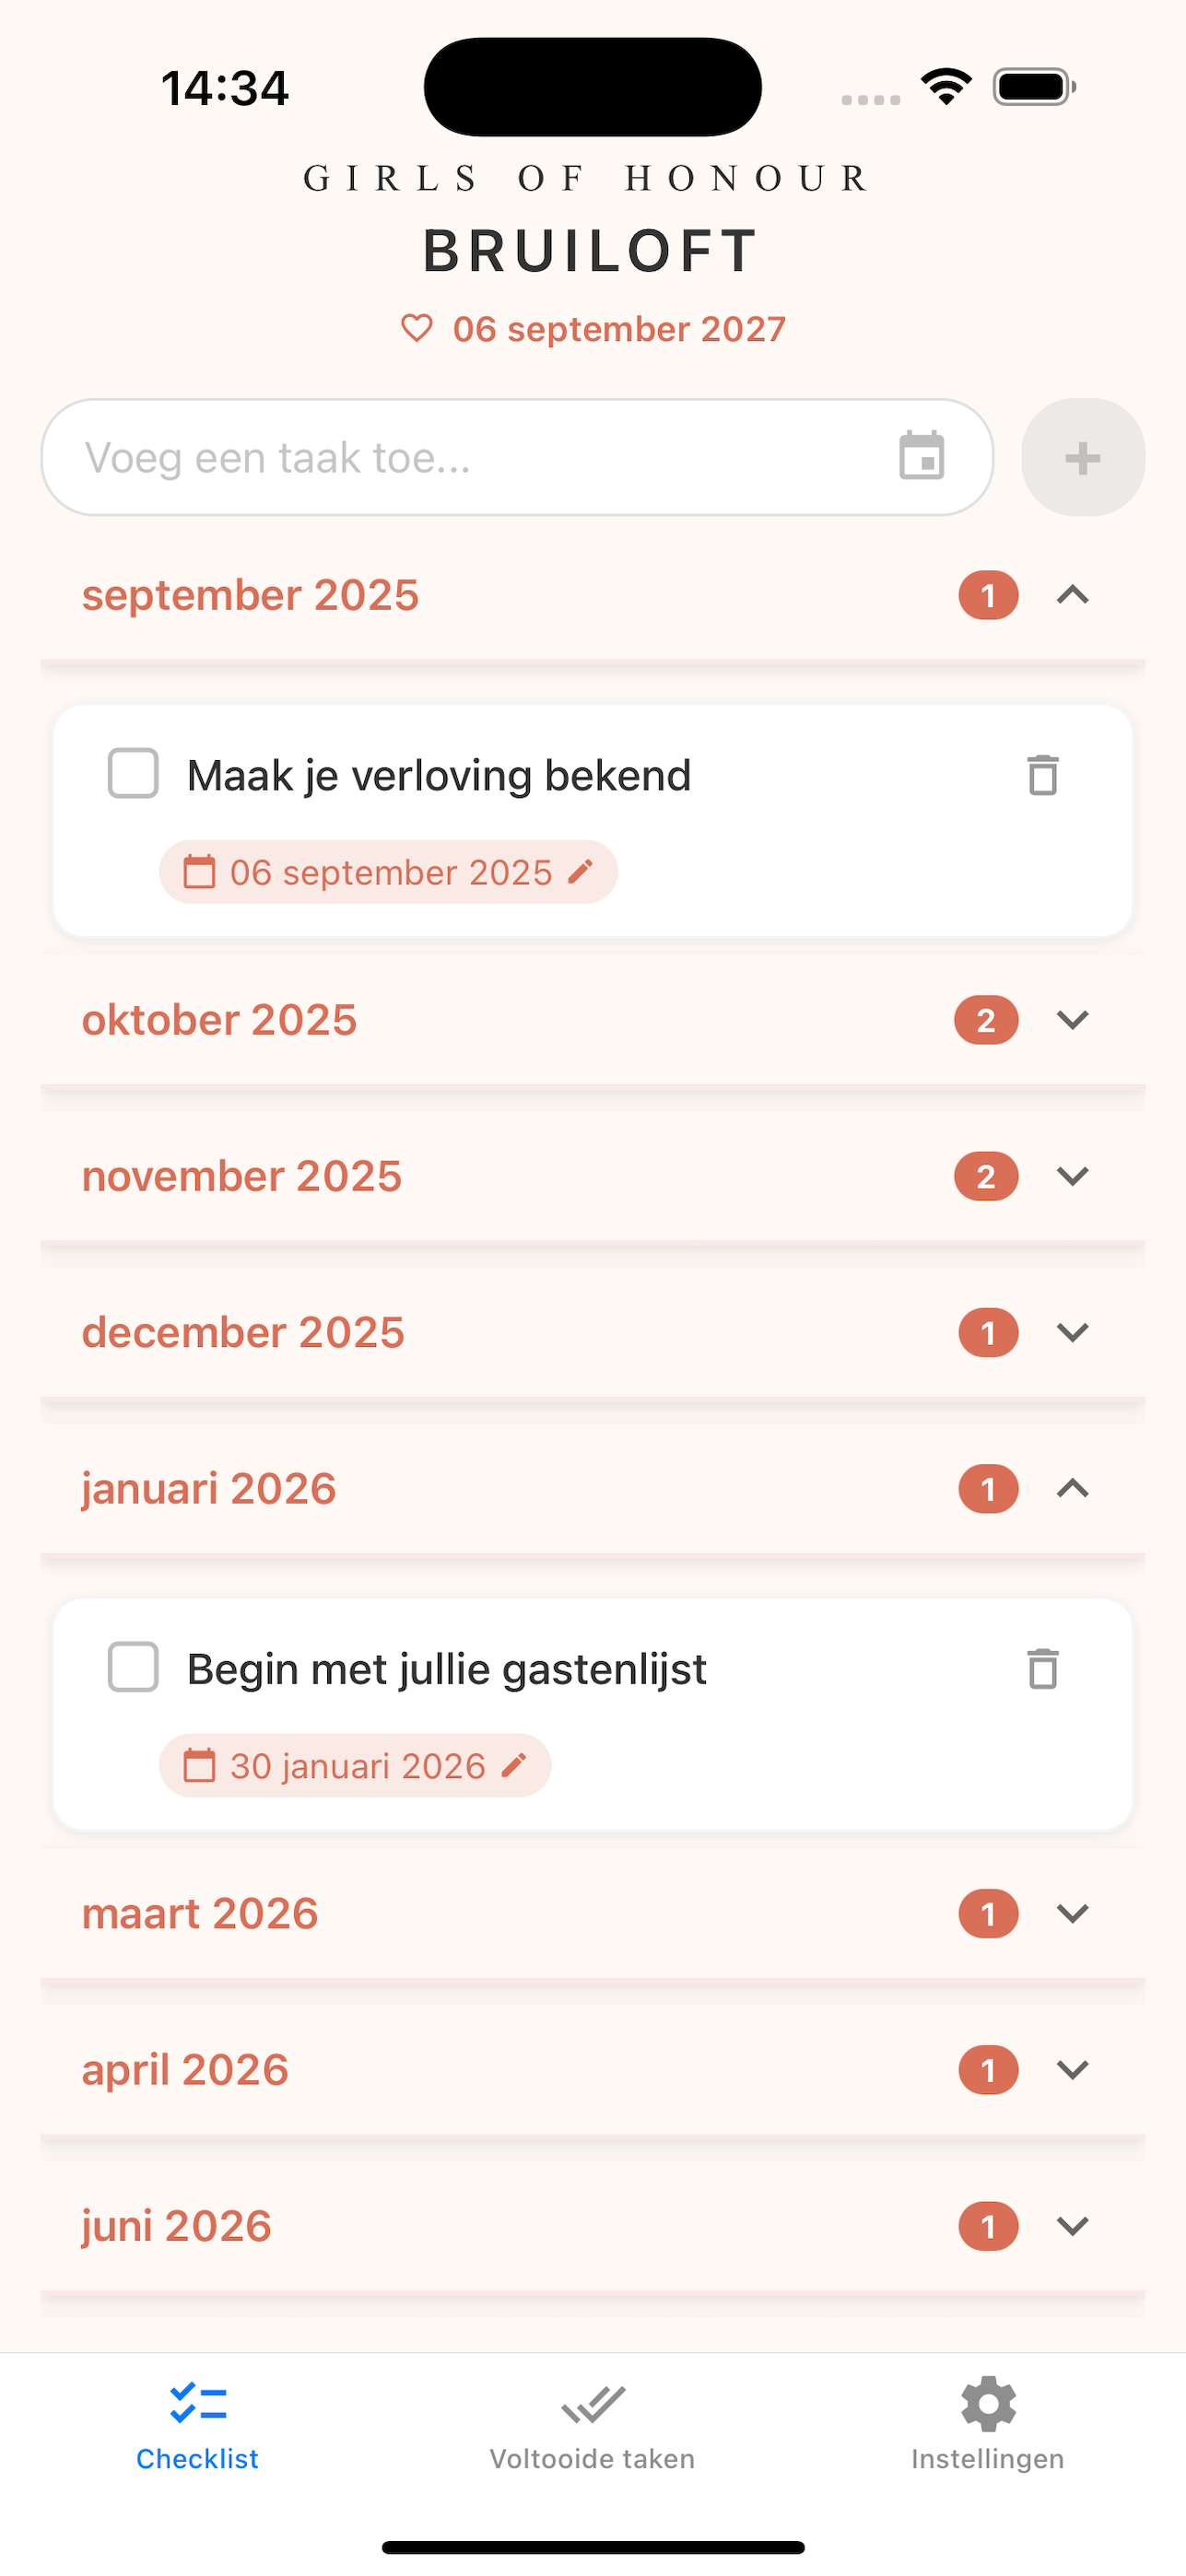 14:34
GIRLS OF HONOUR
BRUILOFT
06 september 2027
Voeg een taak toe...
+
september 2025 1
Maak je verloving bekend
06 september 2025
oktober 2025 2
november 2025 2
december 2025 1
januari 2026 1
Begin met jullie gastenlijst
30 januari 2026
maart 2026 1
april 2026 1
juni 2026 1
Checklist Voltooide taken Instellingen